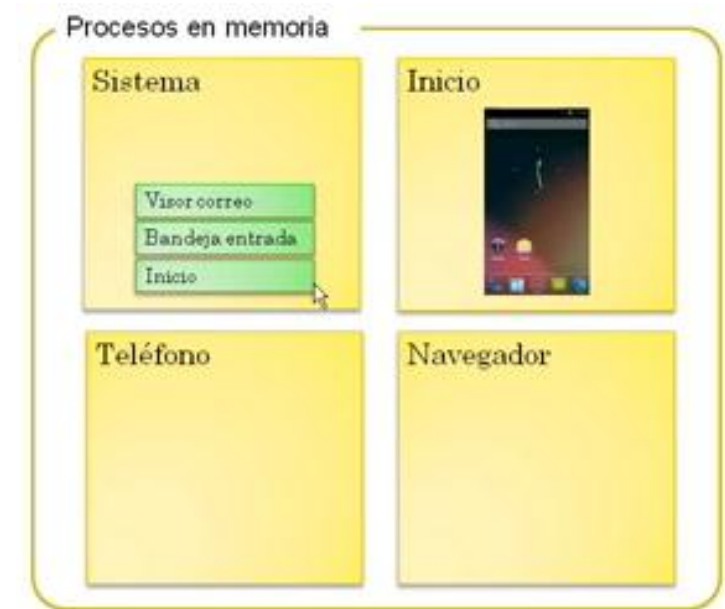 Procesos en memoria
Sistema
Visor correo
Bandeja entrada
Inicio
Inicio
Teléfono
Navegador